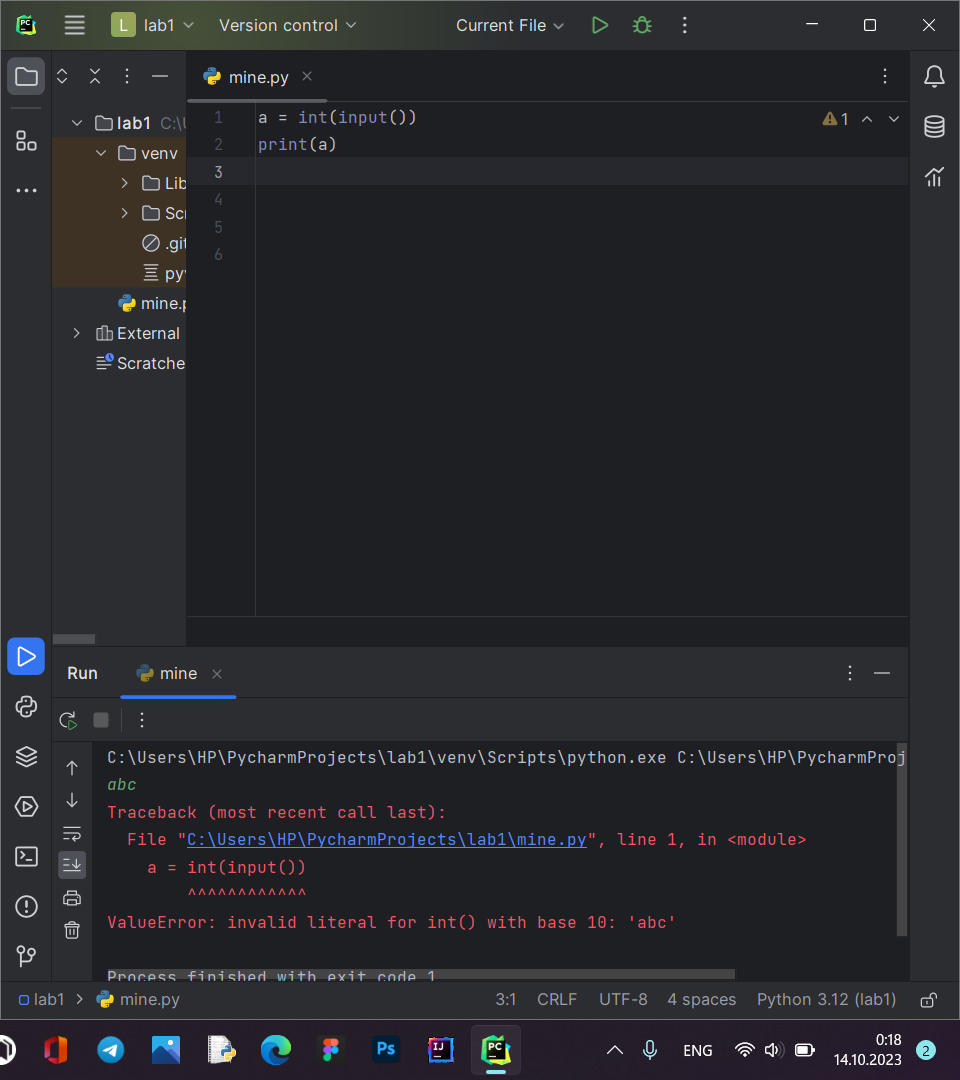 L lab1 Version control Current File
mine.py
lab1 C:\U
venv
Lib
Scr
.git
pyv
mine.p
External
Scratche
1 a = int(input())
2 print(a)
3
4
5
6
1
Run mine
C:\Users\HP\PycharmProjects\lab1\venv\Scripts\python.exe C:\Users\HP\PycharmProj
abc
Traceback (most recent call last):
File "C:\Users\HP\PycharmProjects\lab1\mine.py", line 1, in <module>
a = int(input())
^^^^^^^^^^^^
ValueError: invalid literal for int() with base 10: 'abc'
Process finished with exit code 1
lab1 > mine.py 3:1 CRLF UTF-8 4 spaces Python 3.12 (lab1)
Ps IJ PC ENG 0:18
14.10.2023 2